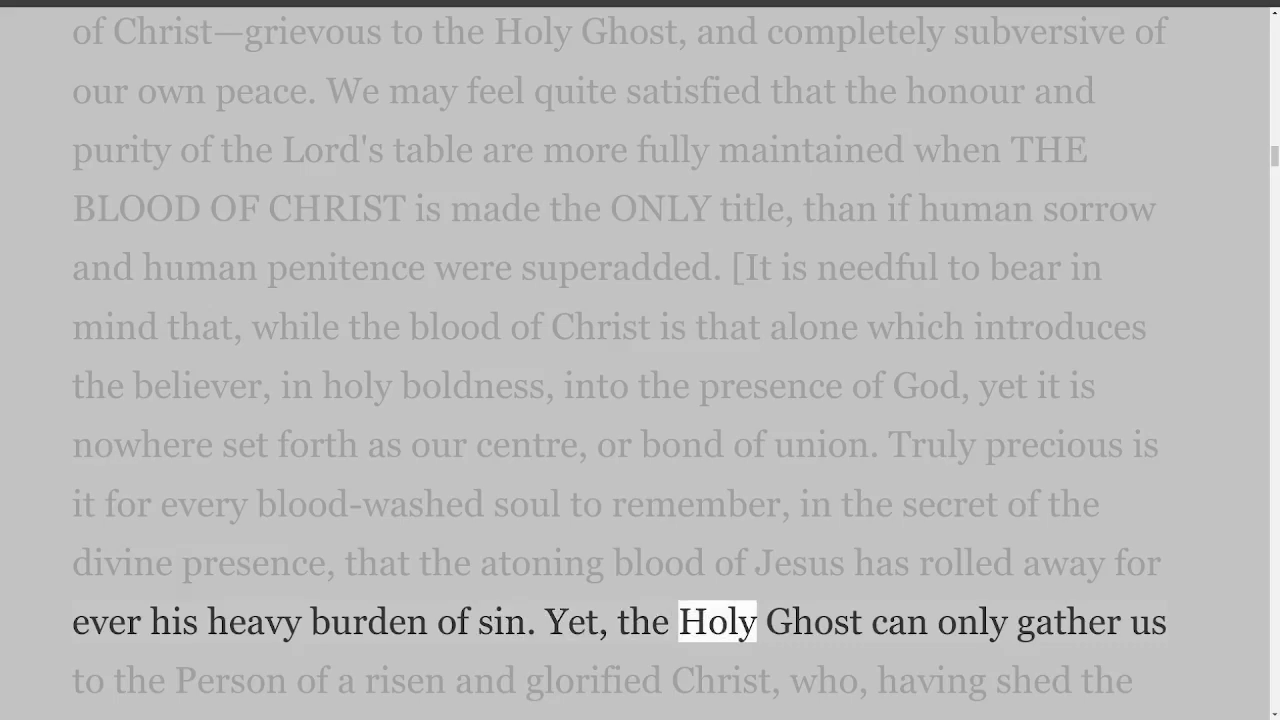 of Christ—grievous to the Holy Ghost, and completely subversive of
our own peace. We may feel quite satisfied that the honour and
purity of the Lord's table are more fully maintained when THE
BLOOD OF CHRIST is made the ONLY title, than if human sorrow
and human penitence were superadded. [It is needful to bear in
mind that, while the blood of Christ is that alone which introduces
the believer, in holy boldness, into the presence of God, yet it is
nowhere set forth as our centre, or bond of union. Truly precious is
it for every blood-washed soul to remember, in the secret of the
divine presence, that the atoning blood of Jesus has rolled away for
ever his heavy burden of sin. Yet, the Holy Ghost can only gather us
to the Person of a risen and glorified Christ, who, having shed the